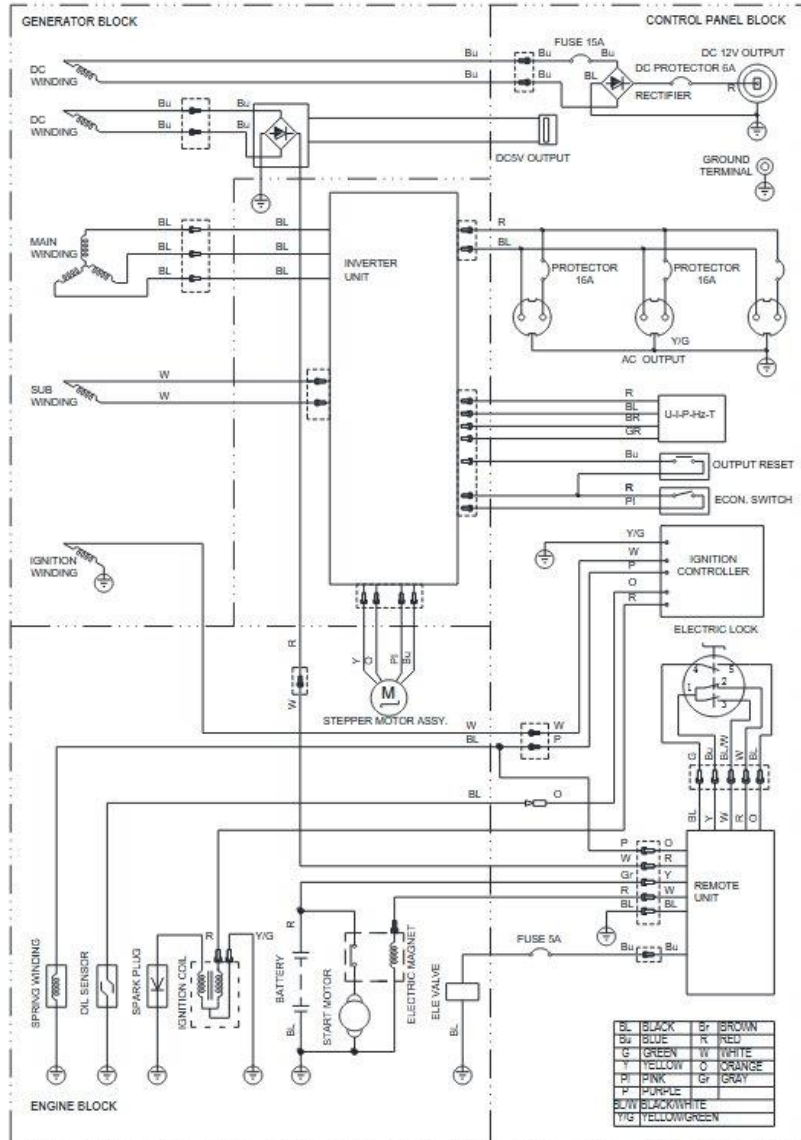 GENERATOR BLOCK
CONTROL PANEL BLOCK
DC
WINDING
Bu
Bu
Bu
Bu
FUSE 15A
BL
DC PROTECTOR 6A
RECTIFIER
DC 12V OUTPUT
R
DC
WINDING
Bu
Bu
Bu
Bu
DC5V OUTPUT
GROUND
TERMINAL
MAIN
WINDING
BL
BL
BL
BL
BL
BL
INVERTER
UNIT
R
BL
PROTECTOR
16A
PROTECTOR
16A
Y/G
AC OUTPUT
SUB
WINDING
W
W
R
BL
BR
GR
U-I-P-Hz-T
Bu
OUTPUT RESET
R
PI
ECON. SWITCH
IGNITION
WINDING
Y/G
W
P
O
R
IGNITION
CONTROLLER
R
W
Y
O
PI
Bu
M
STEPPER MOTOR ASSY.
ELECTRIC LOCK
4
5
1
2
3
W
BL
W
P
G
Bu
BL/W
W
BL
BL
Y
W
R
O
BL
O
P
O
W
R
Gr
Y
R
W
BL
BL
Bu
Bu
REMOTE
UNIT
FUSE 5A
SPRING WINDING
OIL SENSOR
SPARK PLUG
IGNITION COIL
R
Y/G
BATTERY
R
BL
START MOTOR
ELECTRIC MAGNET
ELE VALVE
BL
ENGINE BLOCK
BL BLACK Br BROWN
Bu BLUE R RED
G GREEN W WHITE
Y YELLOW O ORANGE
PI PINK Gr GRAY
P PURPLE
BL/W BLACK/WHITE
Y/G YELLOW/GREEN